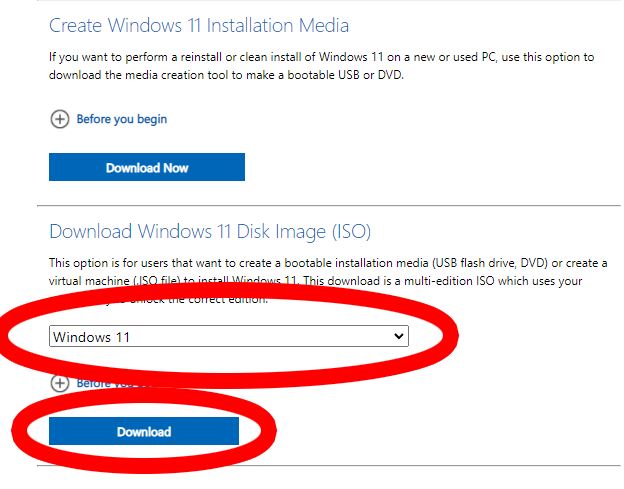 Create Windows 11 Installation Media
If you want to perform a reinstall or clean install of Windows 11 on a new or used PC, use this option to
download the media creation tool to make a bootable USB or DVD.
Before you begin
Download Now
Download Windows 11 Disk Image (ISO)
This option is for users that want to create a bootable installation media (USB flash drive, DVD) or create a
virtual machine (.ISO file) to install Windows 11. This download is a multi-edition ISO which uses your
unlock the correct edition.
Windows 11
Before you
Download